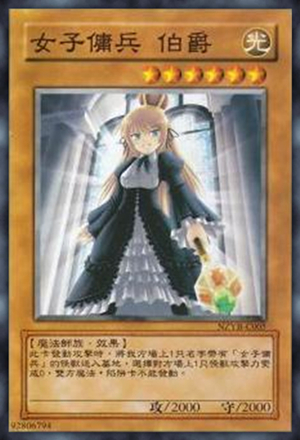 女子傭兵 伯爵
光
NZYB-C005
【魔法師族·效果】
此卡發動攻擊時，將我方場上1只名字帶有「女子傭
兵」的怪獸送入墓地，選擇對方場上1只怪獸攻擊力變
成0，雙方魔法·陷阱卡不能發動。
攻/2000 守/2000
92806794